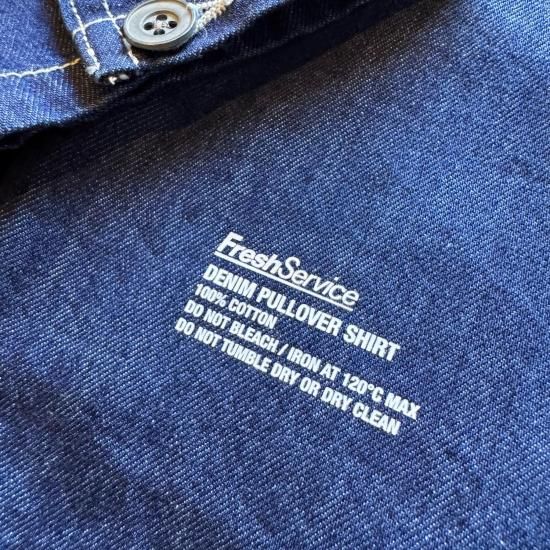 FreshService
DENIM PULLOVER SHIRT
100% COTTON
DO NOT BLEACH / IRON AT 120°C MAX
DO NOT TUMBLE DRY OR DRY CLEAN